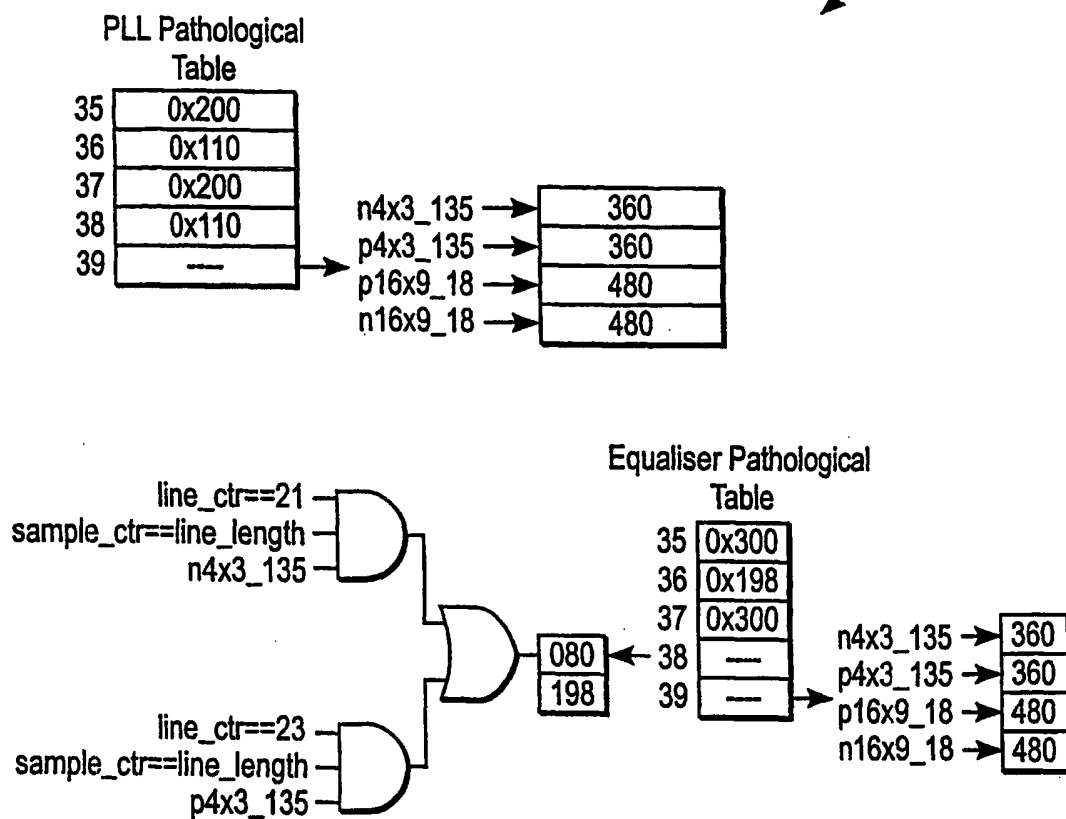 PLL Pathological
Table
35 0x200
36 0x110
37 0x200
38 0x110
39 ----
n4x3_135 360
p4x3_135 360
p16x9_18 480
n16x9_18 480
line_ctr==21
sample_ctr==line_length
n4x3_135
line_ctr==23
sample_ctr==line_length
p4x3_135
080
198
Equaliser Pathological
Table
35 0x300
36 0x198
37 0x300
38 ----
39 ----
n4x3_135 360
p4x3_135 360
p16x9_18 480
n16x9_18 480